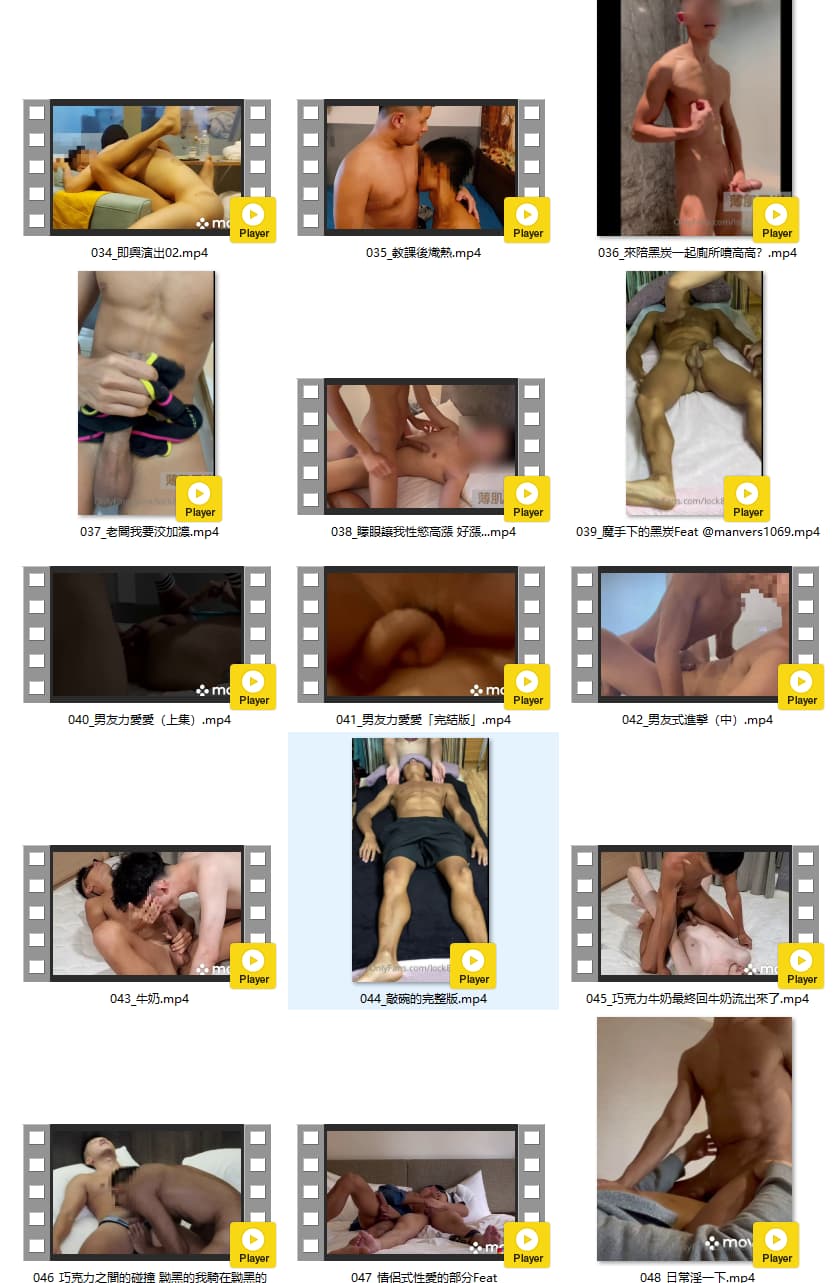 Player
Player
Player
034_即興演出02.mp4
035_教課後熾熱.mp4
036_來陪黑炭一起廁所噴高高？.mp4
Player
Player
Player
037_老闆我要洨加濃.mp4
038_矇眼讓我性慾高漲 好漲...mp4
039_魔手下的黑炭Feat @manvers1069.mp4
Player
Player
Player
040_男友力愛愛（上集）.mp4
041_男友力愛愛「完結版」.mp4
042_男友式進擊（中）.mp4
Player
Player
Player
043_牛奶.mp4
044_敲碗的完整版.mp4
045_巧克力牛奶最終回牛奶流出來了.mp4
Player
Player
mov
Player
046_巧克力之間的碰撞 黝黑的我騎在黝黑的
047_情侶式性愛的部分Feat
048_日常淫一下.mp4